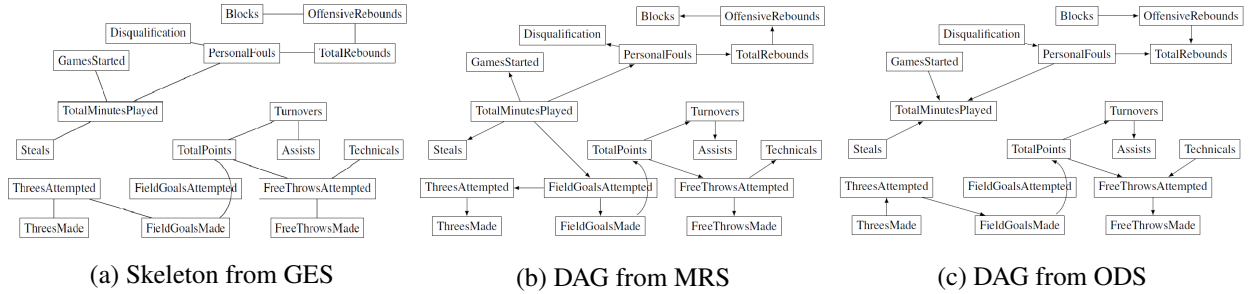 Blocks
OffensiveRebounds
Disqualification
PersonalFouls
TotalRebounds
GamesStarted
TotalMinutesPlayed
Turnovers
Steals
TotalPoints
Assists
Technicals
ThreesAttempted
FieldGoalsAttempted
FreeThrowsAttempted
ThreesMade
FieldGoalsMade
FreeThrowsMade
(a) Skeleton from GES
Blocks
OffensiveRebounds
Disqualification
PersonalFouls
TotalRebounds
GamesStarted
TotalMinutesPlayed
Turnovers
Steals
TotalPoints
Assists
Technicals
ThreesAttempted
FieldGoalsAttempted
FreeThrowsAttempted
ThreesMade
FieldGoalsMade
FreeThrowsMade
(b) DAG from MRS
Blocks
OffensiveRebounds
Disqualification
PersonalFouls
TotalRebounds
GamesStarted
TotalMinutesPlayed
Turnovers
Steals
TotalPoints
Assists
Technicals
ThreesAttempted
FieldGoalsAttempted
FreeThrowsAttempted
ThreesMade
FieldGoalsMade
FreeThrowsMade
(c) DAG from ODS